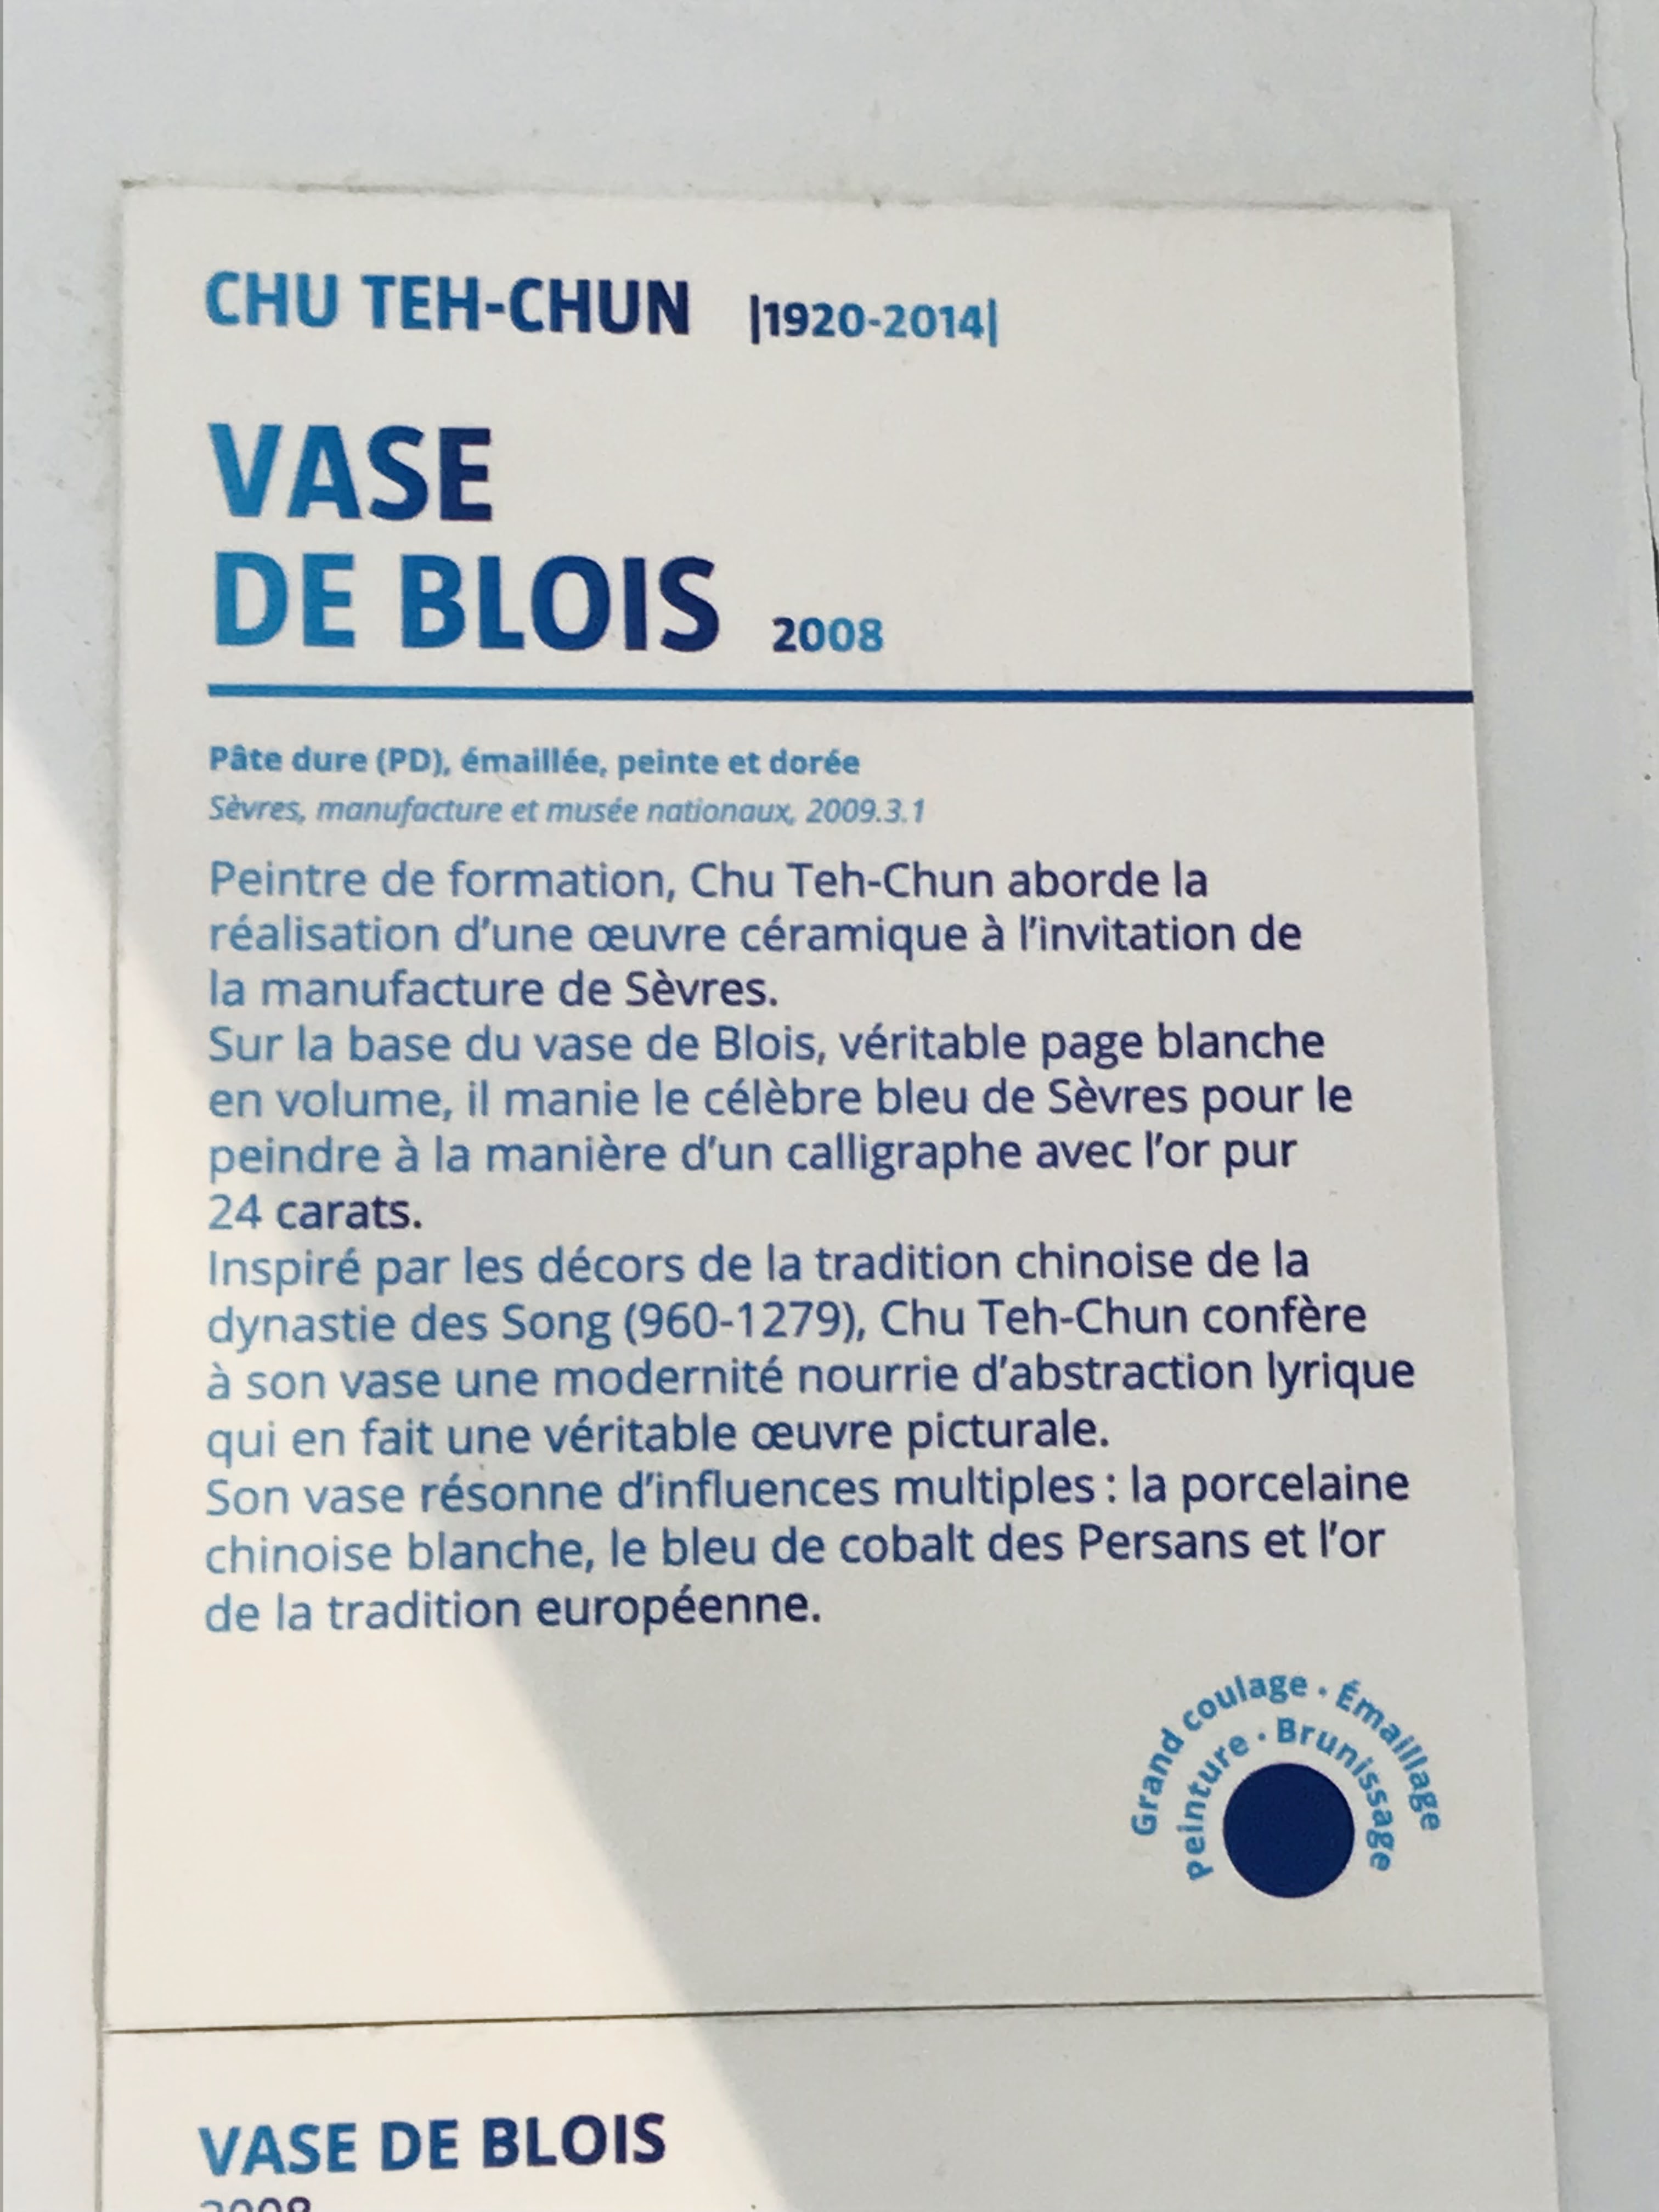 CHU TEH-CHUN |1920-2014|
VASE
DE BLOIS 2008
Pâte dure (PD), émaillée, peinte et dorée
Sèvres, manufacture et musée nationaux, 2009.3.1
Peintre de formation, Chu Teh-Chun aborde la
réalisation d'une œuvre céramique à l'invitation de
la manufacture de Sèvres.
Sur la base du vase de Blois, véritable page blanche
en volume, il manie le célèbre bleu de Sèvres pour le
peindre à la manière d'un calligraphe avec l'or pur
24 carats.
Inspiré par les décors de la tradition chinoise de la
dynastie des Song (960-1279), Chu Teh-Chun confère
à son vase une modernité nourrie d'abstraction lyrique
qui en fait une véritable œuvre picturale.
Son vase résonne d'influences multiples : la porcelaine
chinoise blanche, le bleu de cobalt des Persans et l'or
de la tradition européenne.
Grand coulage · Émaillage
Peinture · Brunissage
VASE DE BLOIS
2008